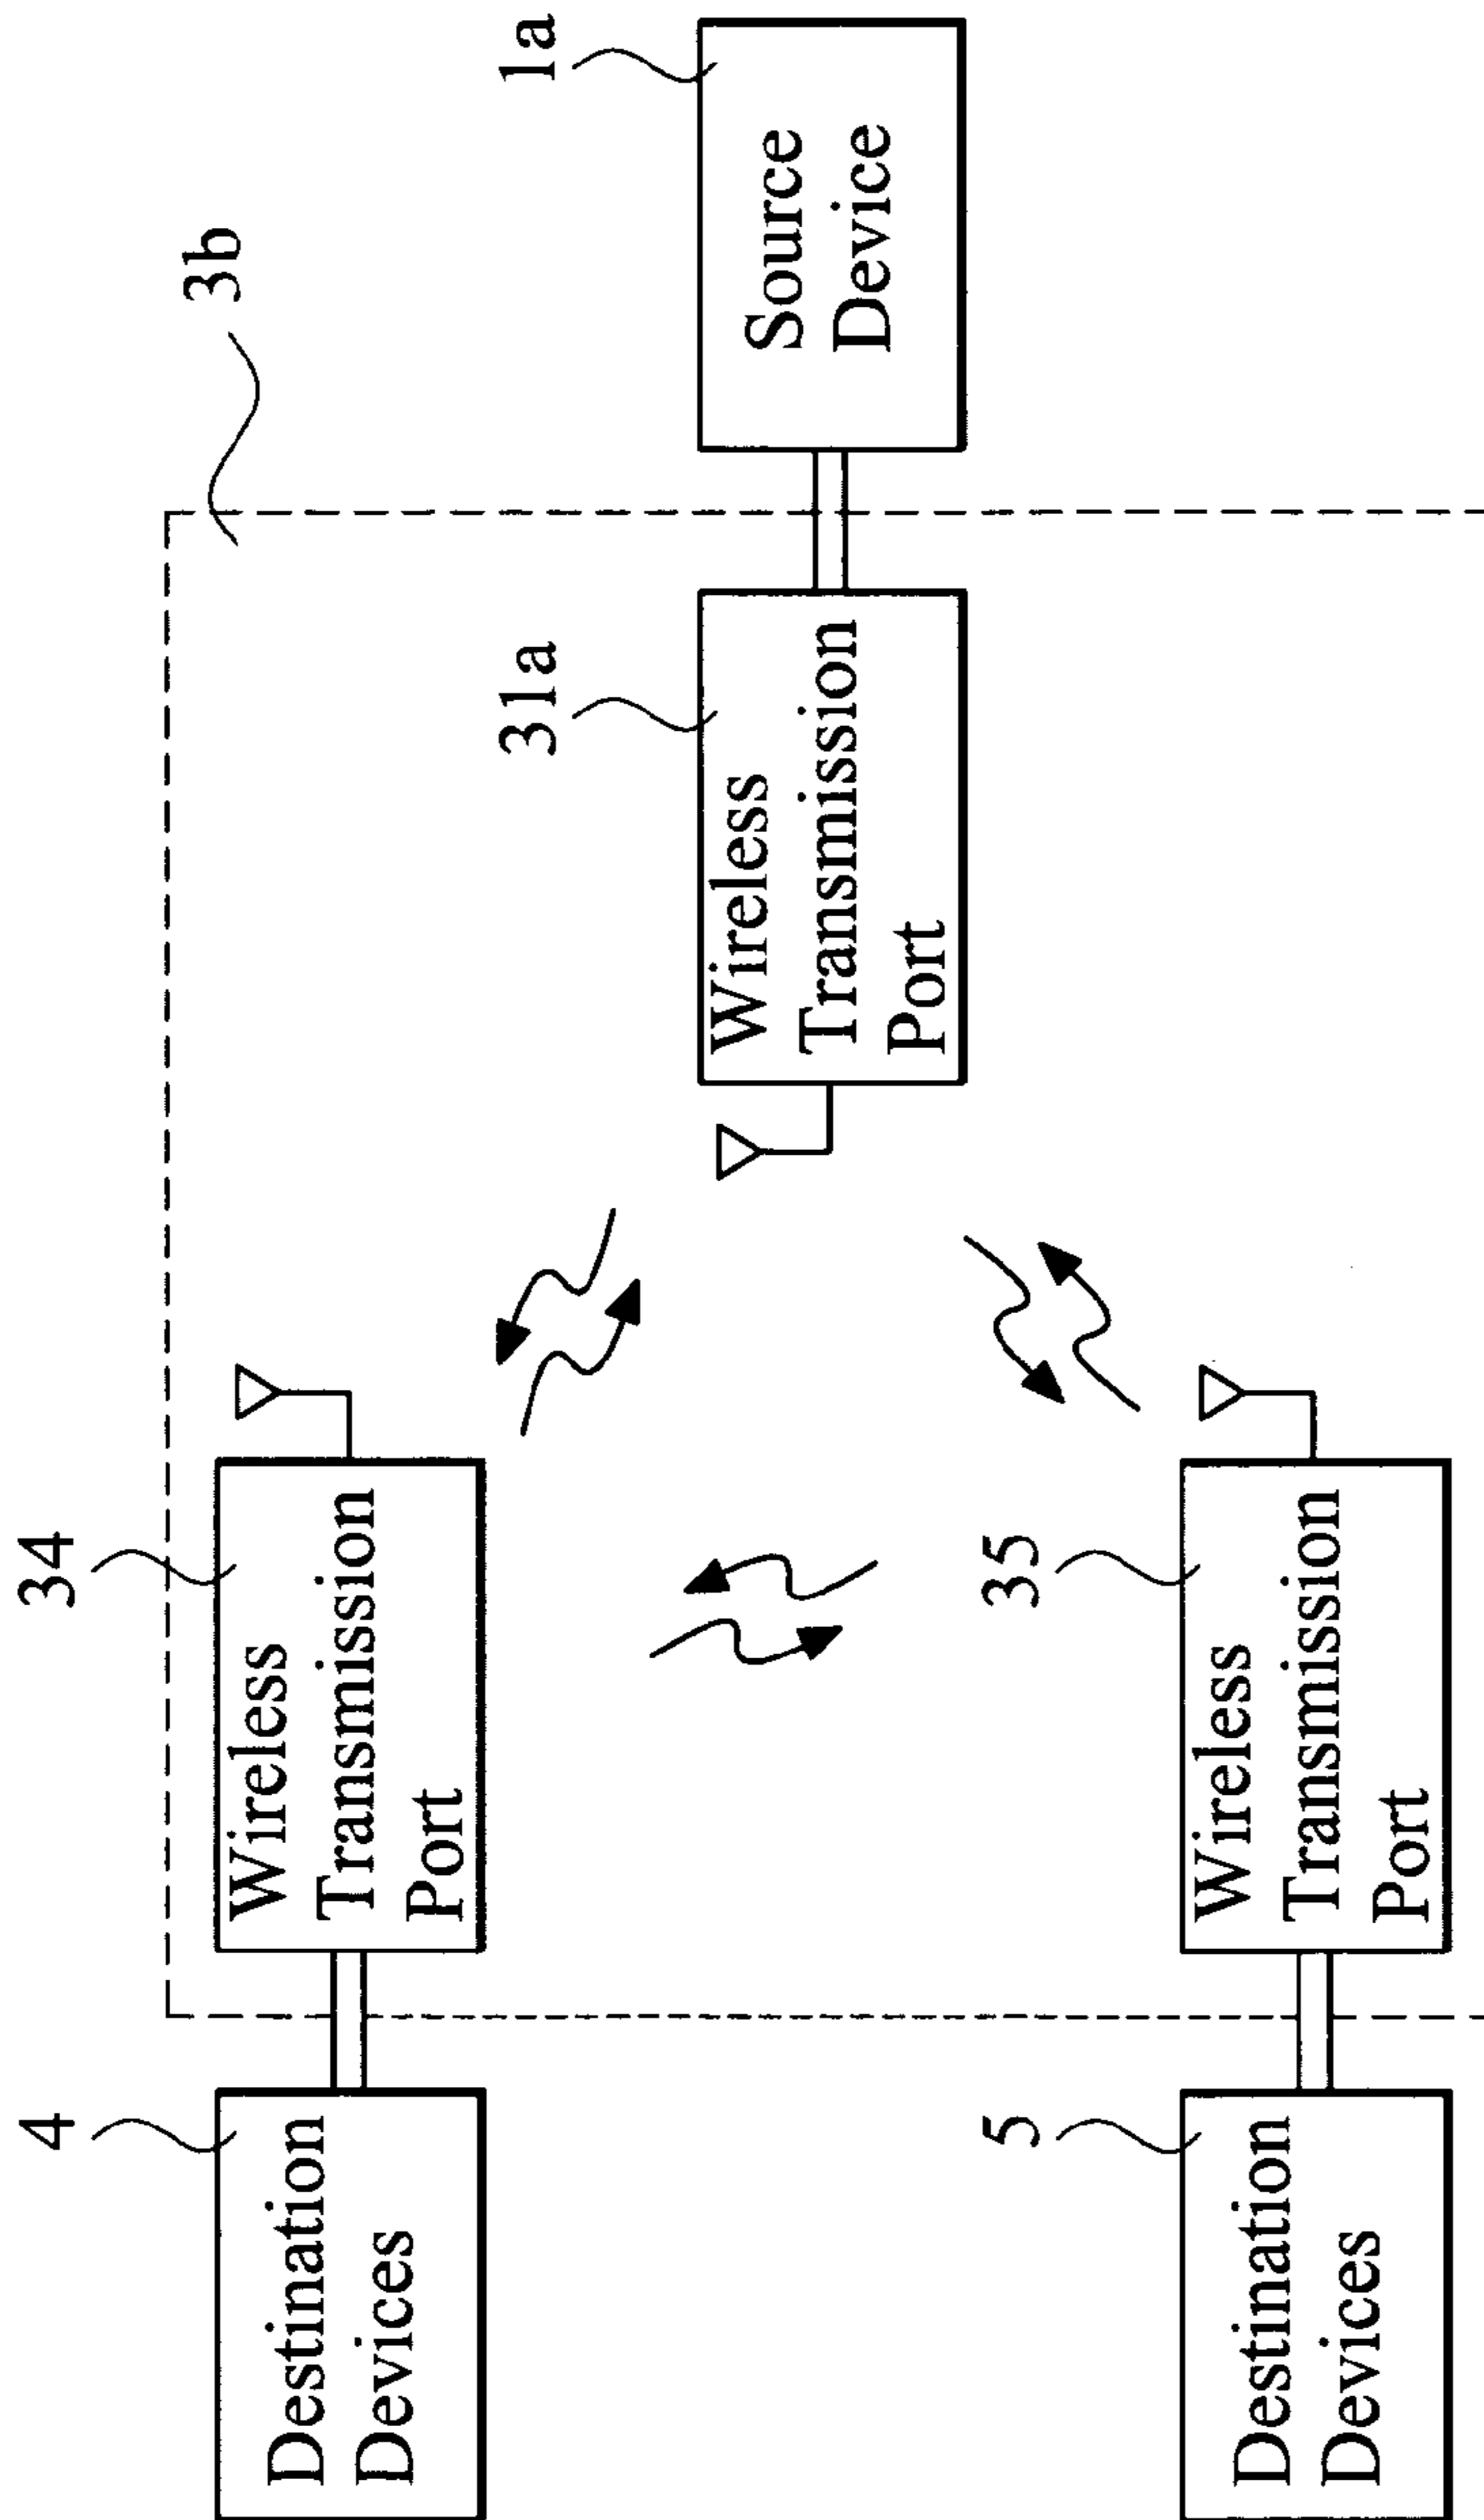 4
Destination
Devices
34
Wireless
Transmission
Port
3b
31a
Wireless
Transmission
Port
1a
Source
Device
5
Destination
Devices
35
Wireless
Transmission
Port